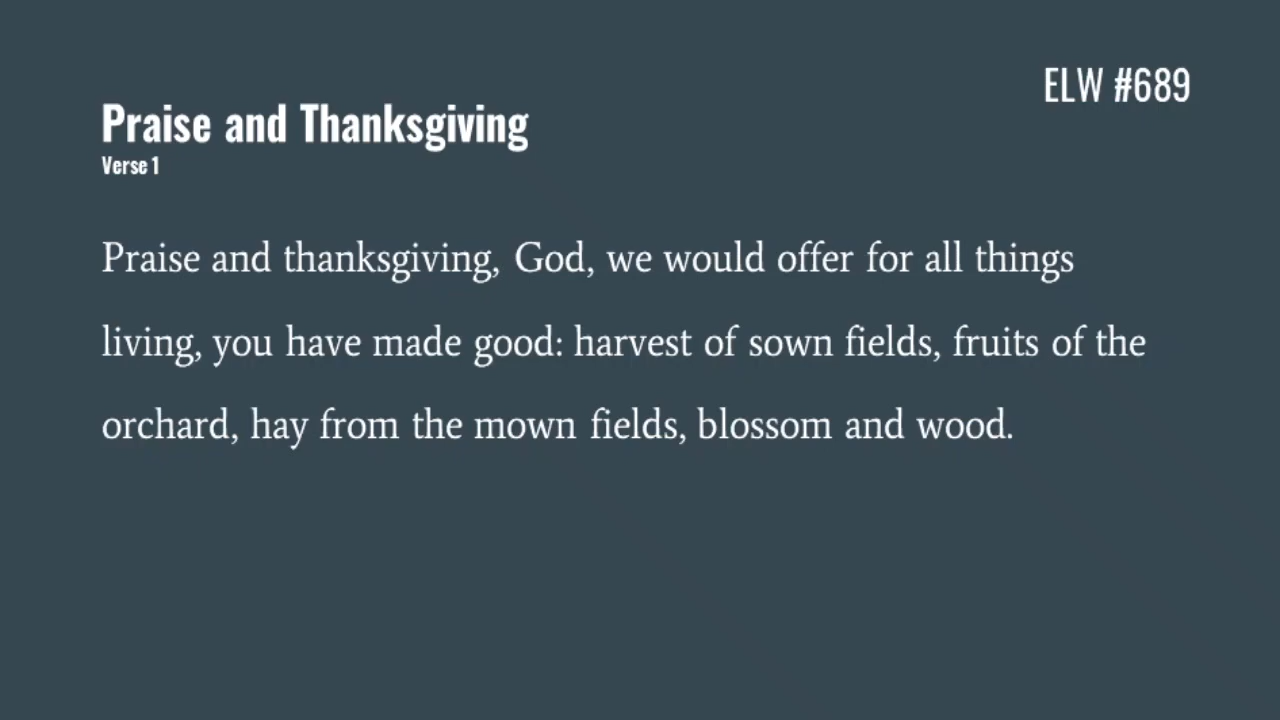 ELW #689
Praise and Thanksgiving
Verse 1
Praise and thanksgiving, God, we would offer for all things
living, you have made good: harvest of sown fields, fruits of the
orchard, hay from the mown fields, blossom and wood.